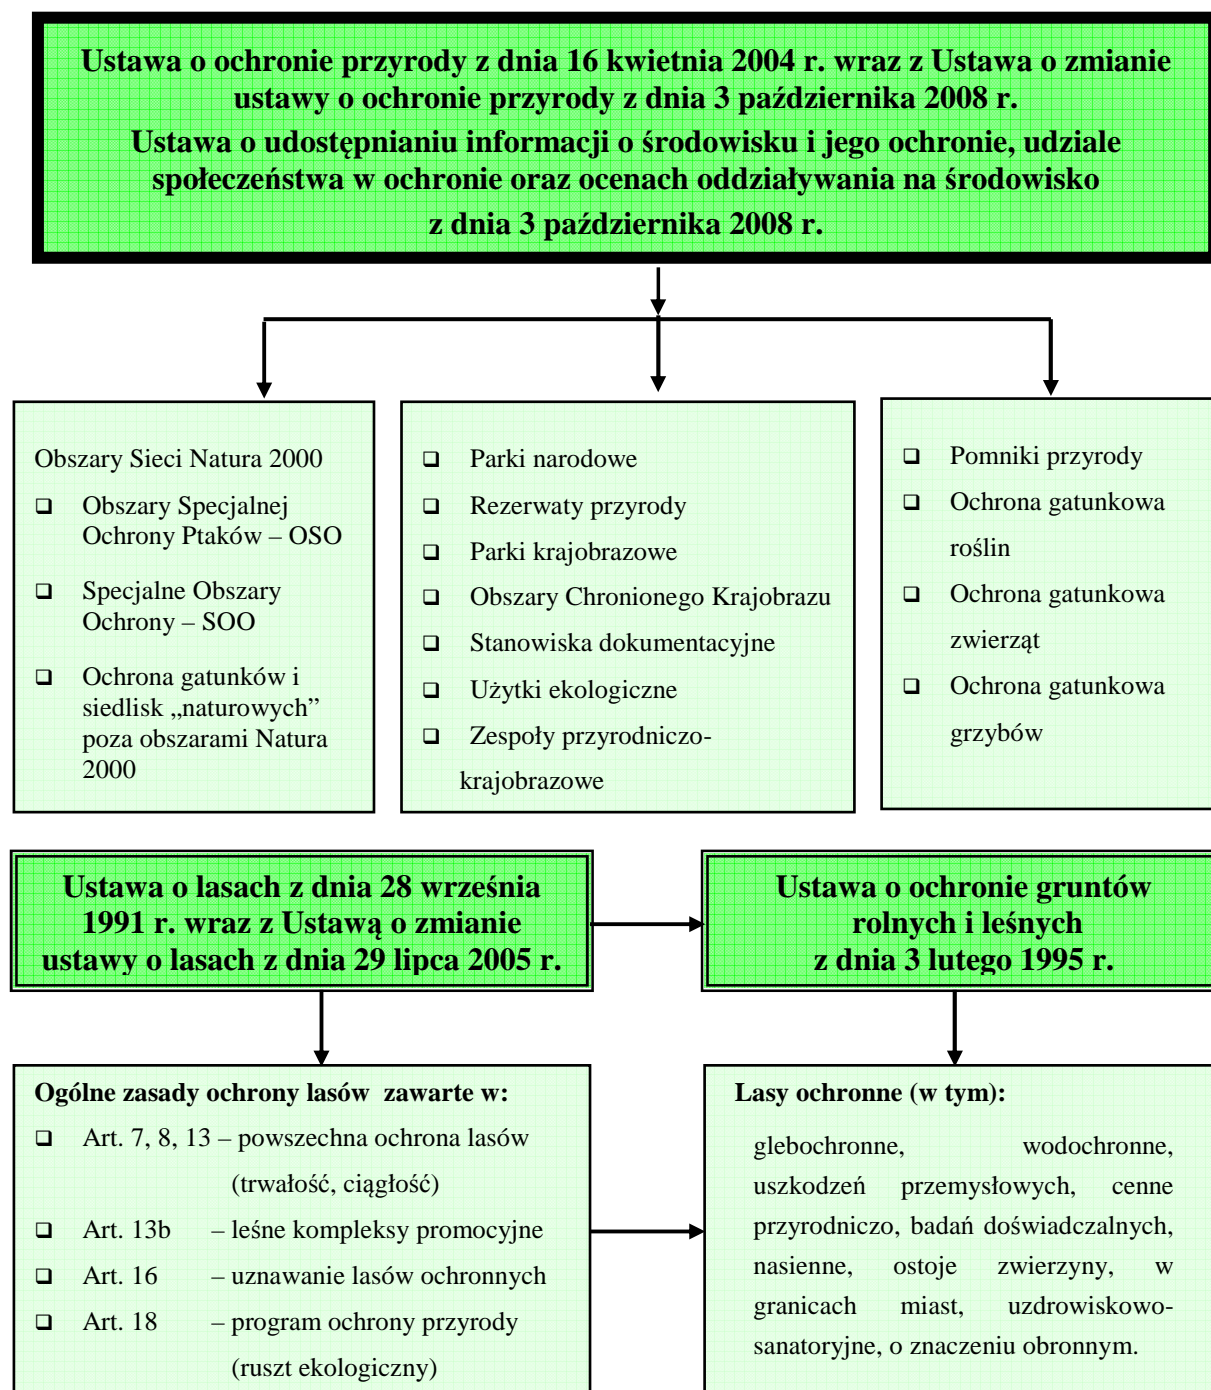 Ustawa o ochronie przyrody z dnia 16 kwietnia 2004 r. wraz z Ustawa o zmianie
ustawy o ochronie przyrody z dnia 3 października 2008 r.
Ustawa o udostępnianiu informacji o środowisku i jego ochronie, udziale
społeczeństwa w ochronie oraz ocenach oddziaływania na środowisko
z dnia 3 października 2008 r.
Obszary Sieci Natura 2000
❑ Obszary Specjalnej
Ochrony Ptaków – OSO
❑ Specjalne Obszary
Ochrony – SOO
❑ Ochrona gatunków i
siedlisk „naturowych”
poza obszarami Natura
2000
❑ Parki narodowe
❑ Rezerwaty przyrody
❑ Parki krajobrazowe
❑ Obszary Chronionego Krajobrazu
❑ Stanowiska dokumentacyjne
❑ Użytki ekologiczne
❑ Zespoły przyrodniczo-
krajobrazowe
❑ Pomniki przyrody
❑ Ochrona gatunkowa
roślin
❑ Ochrona gatunkowa
zwierząt
❑ Ochrona gatunkowa
grzybów
Ustawa o lasach z dnia 28 września
1991 r. wraz z Ustawą o zmianie
ustawy o lasach z dnia 29 lipca 2005 r.
Ustawa o ochronie gruntów
rolnych i leśnych
z dnia 3 lutego 1995 r.
Ogólne zasady ochrony lasów zawarte w:
❑ Art. 7, 8, 13 – powszechna ochrona lasów
(trwałość, ciągłość)
❑ Art. 13b – leśne kompleksy promocyjne
❑ Art. 16 – uznawanie lasów ochronnych
❑ Art. 18 – program ochrony przyrody
(ruszt ekologiczny)
Lasy ochronne (w tym):
glebochronne, wodochronne,
uszkodzeń przemysłowych, cenne
przyrodniczo, badań doświadczalnych,
nasienne, ostoje zwierzyny, w
granicach miast, uzdrowiskowo-
sanatoryjne, o znaczeniu obronnym.